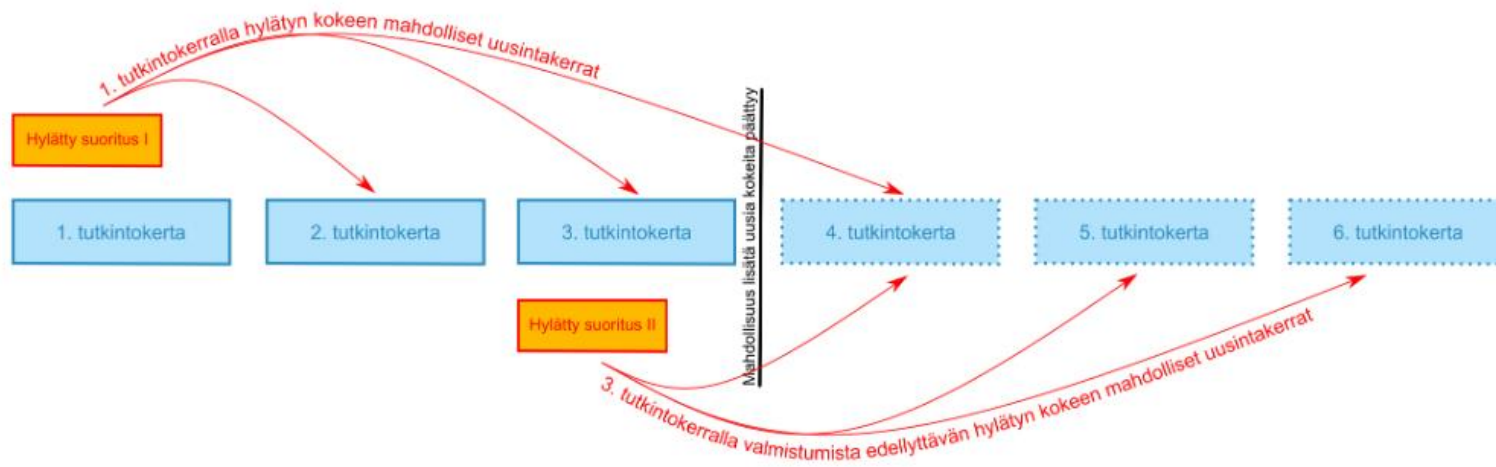 1. tutkintokerralla hylätyn kokeen mahdolliset uusintakerrat
Hylätty suoritus I
1. tutkintokerta
2. tutkintokerta
3. tutkintokerta
Mahdollisuus lisätä uusia kokeita päättyy
4. tutkintokerta
5. tutkintokerta
6. tutkintokerta
Hylätty suoritus II
3. tutkintokerralla valmistumista edellyttävän hylätyn kokeen mahdolliset uusintakerrat